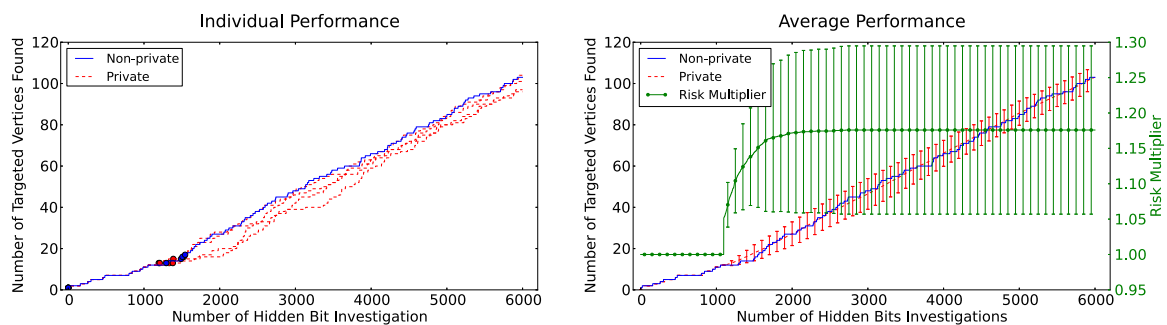 Individual Performance
Number of Targeted Vertices Found
120
100
80
60
40
20
0
Non-private
Private
0 1000 2000 3000 4000 5000 6000
Number of Hidden Bit Investigation
Average Performance
Number of Targeted Vertices Found
120
100
80
60
40
20
0
Non-private
Private
Risk Multiplier
1.30
1.25
1.20
1.15
1.10
1.05
1.00
0.95
Risk Multiplier
0 1000 2000 3000 4000 5000 6000
Number of Hidden Bits Investigations